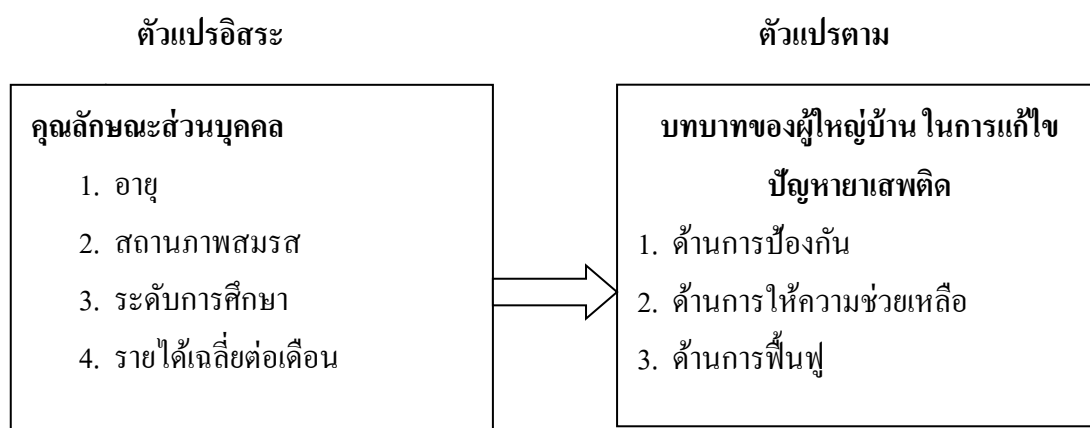 ตัวแปรอิสระ
ตัวแปรตาม
คุณลักษณะส่วนบุคคล
1. อายุ
2. สถานภาพสมรส
3. ระดับการศึกษา
4. รายได้เฉลี่ยต่อเดือน
บทบาทของผู้ใหญ่บ้าน ในการแก้ไข
ปัญหายาเสพติด
1. ด้านการป้องกัน
2. ด้านการให้ความช่วยเหลือ
3. ด้านการฟื้นฟู